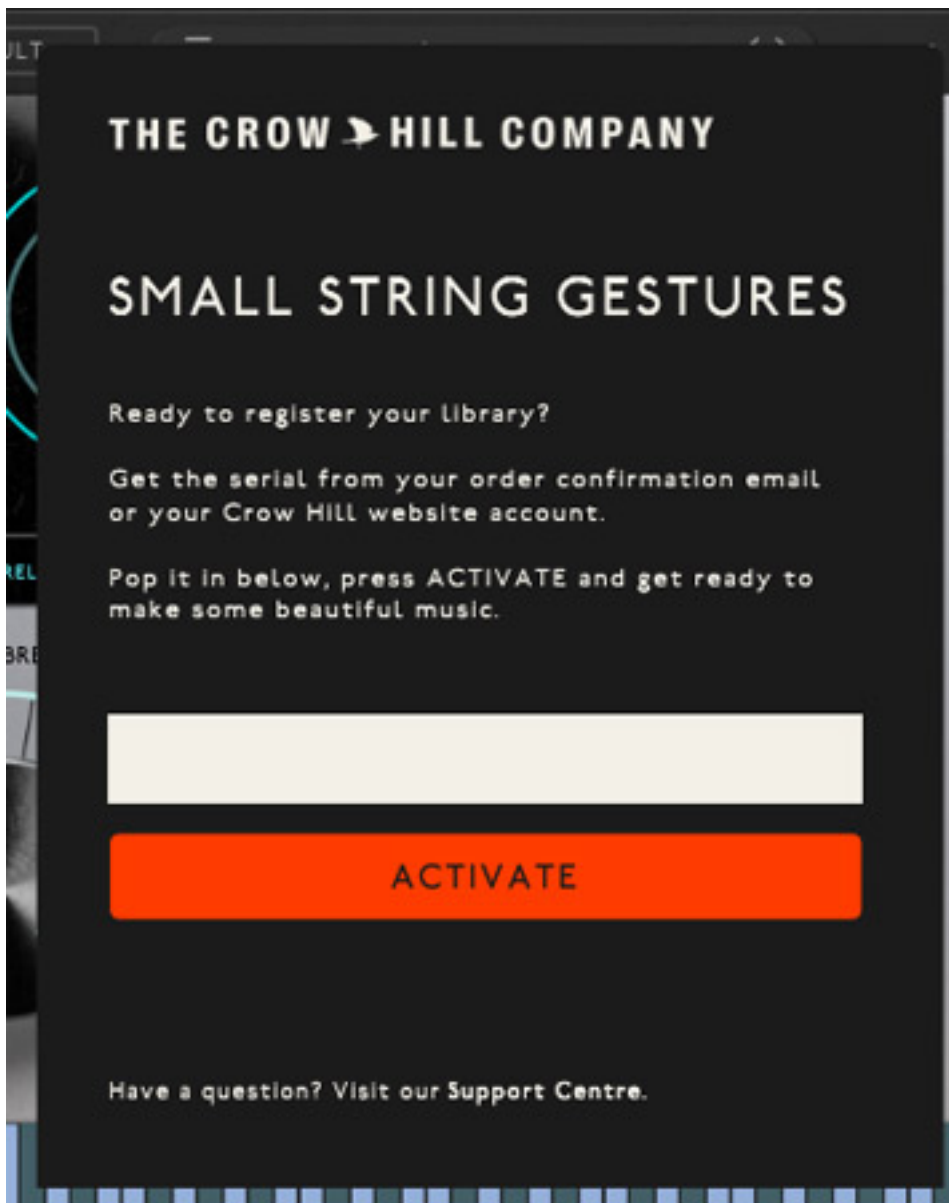 THE CROW HILL COMPANY
SMALL STRING GESTURES
Ready to register your library?
Get the serial from your order confirmation email
or your Crow Hill website account.
Pop it in below, press ACTIVATE and get ready to
make some beautiful music.
ACTIVATE
Have a question? Visit our Support Centre.